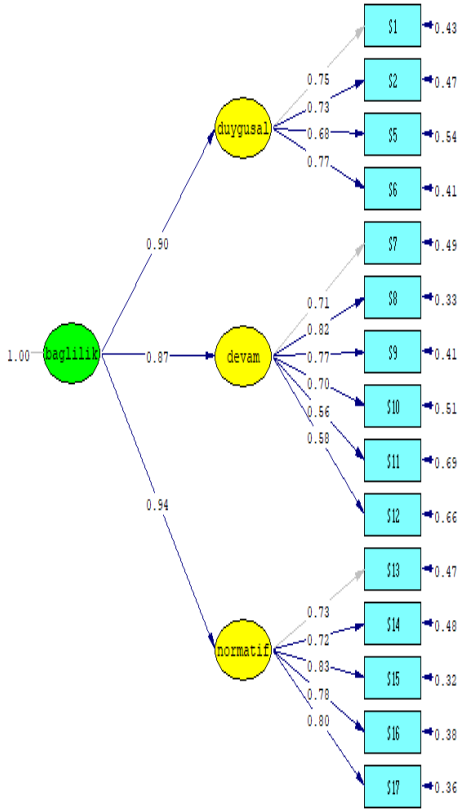 S1
0.43
0.75
S2
0.47
0.73
duygusal
S5
0.54
0.68
S6
0.41
0.77
0.90
S7
0.49
0.71
S8
0.33
0.82
1.00
baglilik
0.87
devam
S9
0.41
0.77
S10
0.51
0.70
S11
0.69
0.56
S12
0.66
0.58
0.94
S13
0.47
0.73
S14
0.48
0.72
normatif
S15
0.32
0.83
S16
0.38
0.78
S17
0.36
0.80